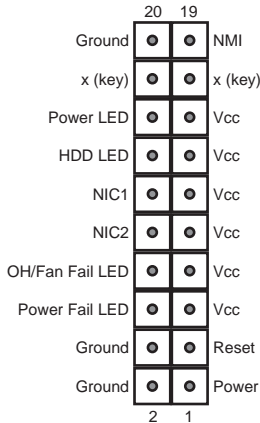 20 19
Ground NMI
x (key) x (key)
Power LED Vcc
HDD LED Vcc
NIC1 Vcc
NIC2 Vcc
OH/Fan Fail LED Vcc
Power Fail LED Vcc
Ground Reset
Ground Power
2 1